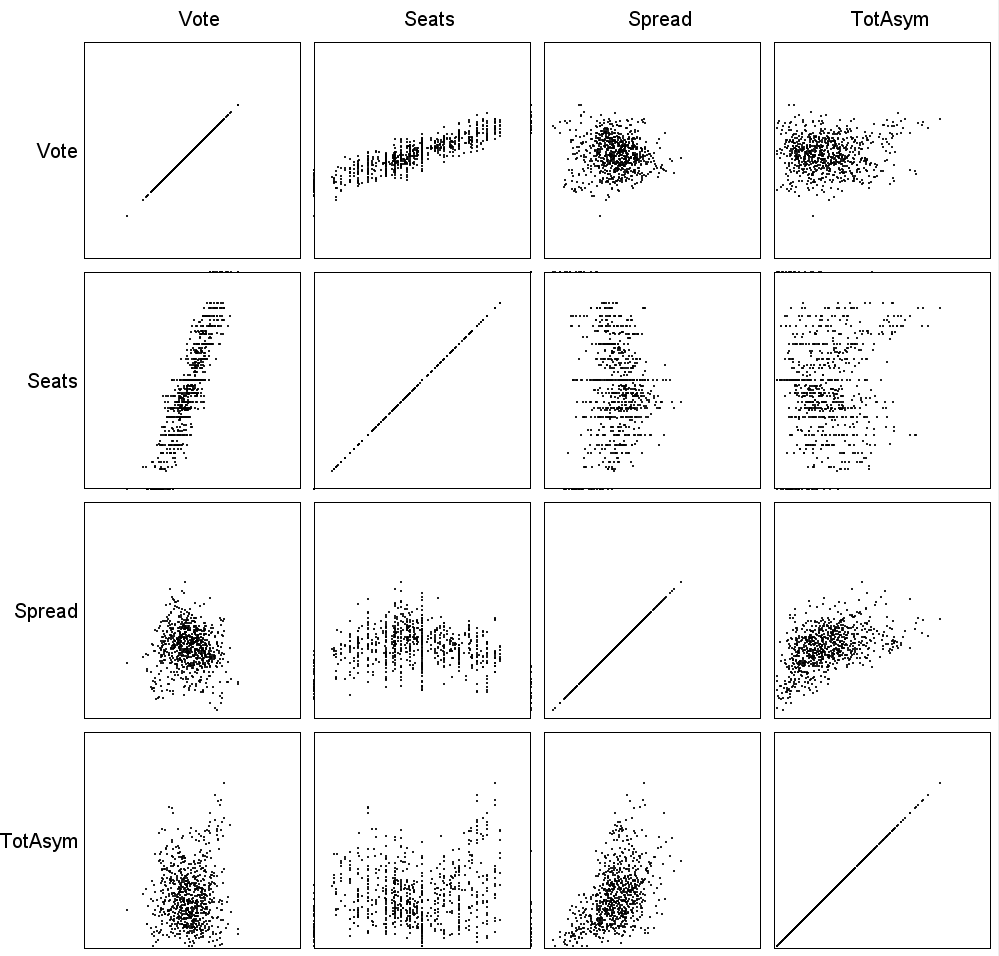 Vote Seats Spread TotAsym
Vote
Seats
Spread
TotAsym